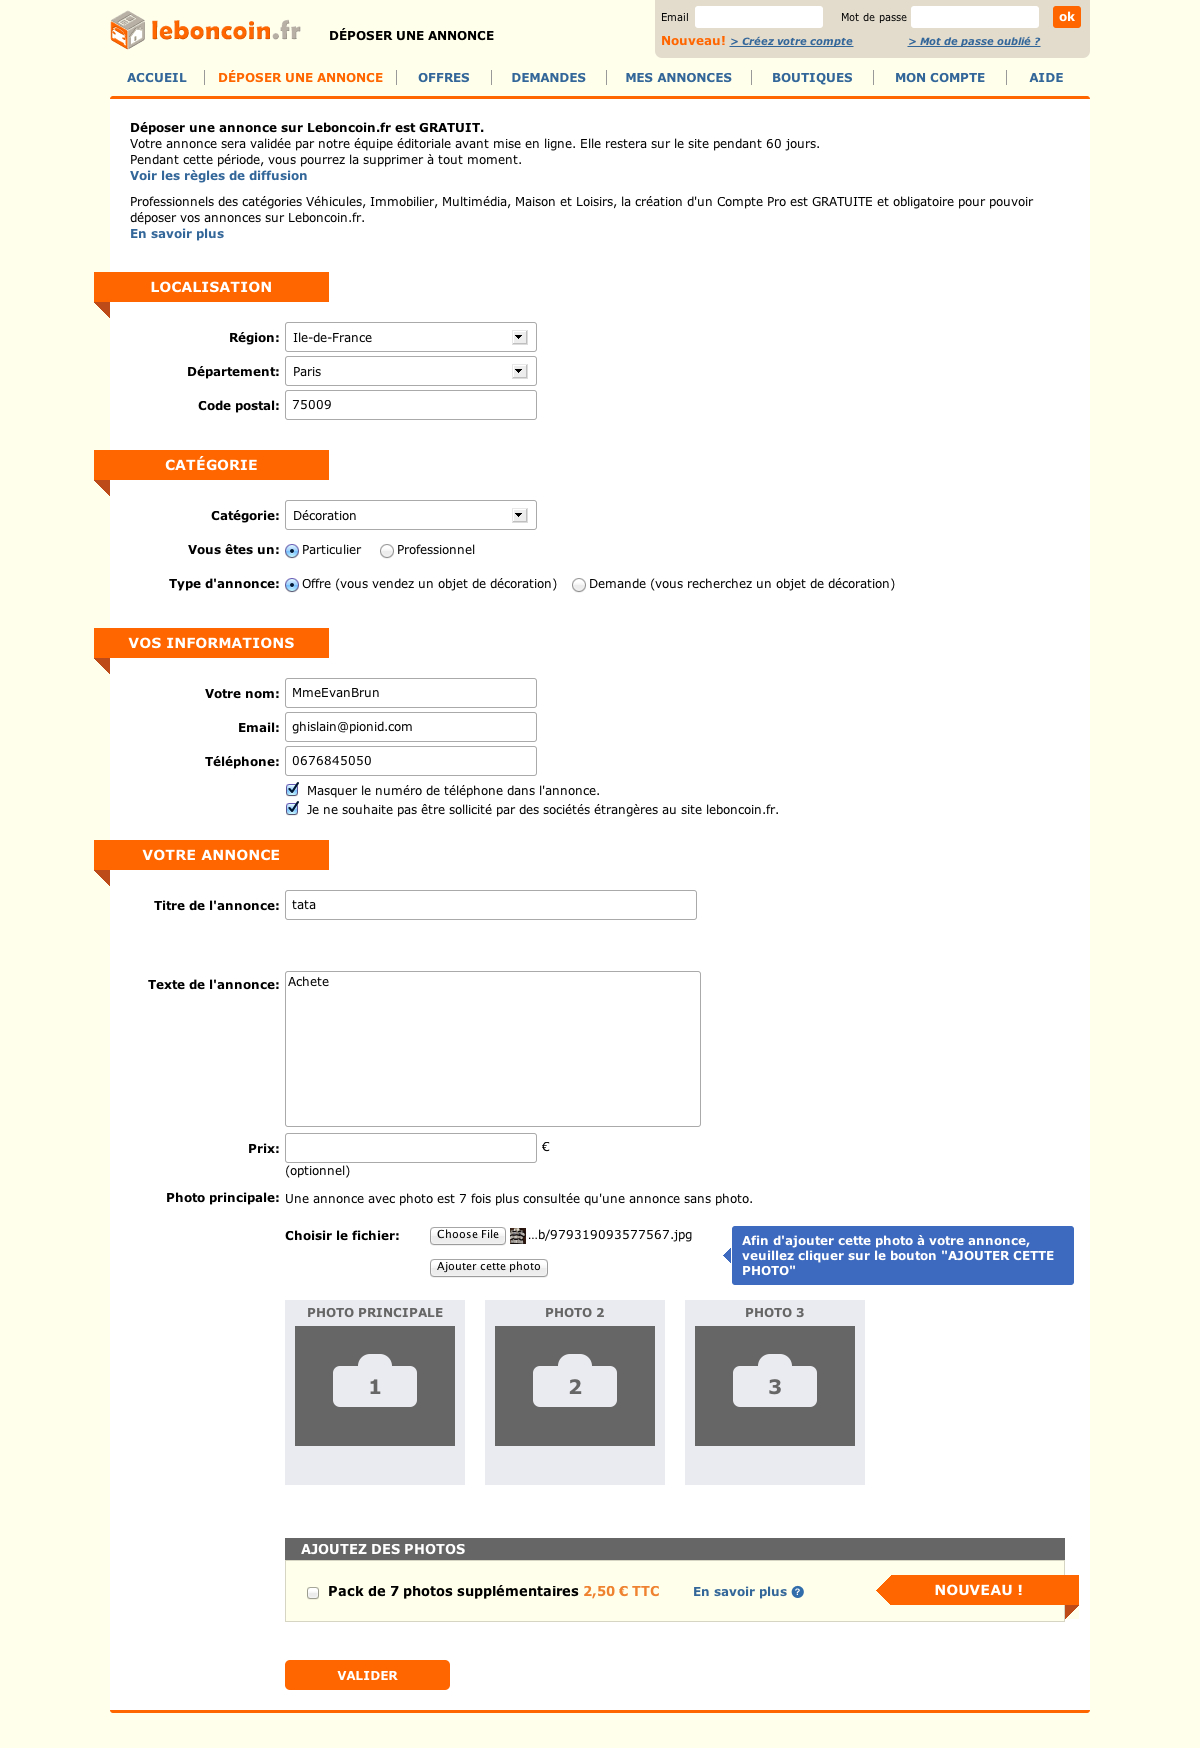 leboncoin.fr
DÉPOSER UNE ANNONCE
Email
Mot de passe
ok
Nouveau! > Créez votre compte
> Mot de passe oublié ?
ACCUEIL
DÉPOSER UNE ANNONCE
OFFRES
DEMANDES
MES ANNONCES
BOUTIQUES
MON COMPTE
AIDE
Déposer une annonce sur Leboncoin.fr est GRATUIT.
Votre annonce sera validée par notre équipe éditoriale avant mise en ligne. Elle restera sur le site pendant 60 jours.
Pendant cette période, vous pourrez la supprimer à tout moment.
Voir les règles de diffusion
Professionnels des catégories Véhicules, Immobilier, Multimédia, Maison et Loisirs, la création d'un Compte Pro est GRATUITE et obligatoire pour pouvoir
déposer vos annonces sur Leboncoin.fr.
En savoir plus
LOCALISATION
Région: Ile-de-France
Département: Paris
Code postal: 75009
CATÉGORIE
Catégorie: Décoration
Vous êtes un: Particulier Professionnel
Type d'annonce: Offre (vous vendez un objet de décoration) Demande (vous recherchez un objet de décoration)
VOS INFORMATIONS
Votre nom: MmeEvanBrun
Email: ghislain@pionid.com
Téléphone: 0676845050
Masquer le numéro de téléphone dans l'annonce.
Je ne souhaite pas être sollicité par des sociétés étrangères au site leboncoin.fr.
VOTRE ANNONCE
Titre de l'annonce: tata
Texte de l'annonce: Achete
Prix: €
(optionnel)
Photo principale: Une annonce avec photo est 7 fois plus consultée qu'une annonce sans photo.
Choisir le fichier: Choose File ...b/979319093577567.jpg
Ajouter cette photo
Afin d'ajouter cette photo à votre annonce,
veuillez cliquer sur le bouton "AJOUTER CETTE
PHOTO"
PHOTO PRINCIPALE
PHOTO 2
PHOTO 3
1
2
3
AJOUTEZ DES PHOTOS
Pack de 7 photos supplémentaires 2,50 € TTC
En savoir plus ?
NOUVEAU !
VALIDER